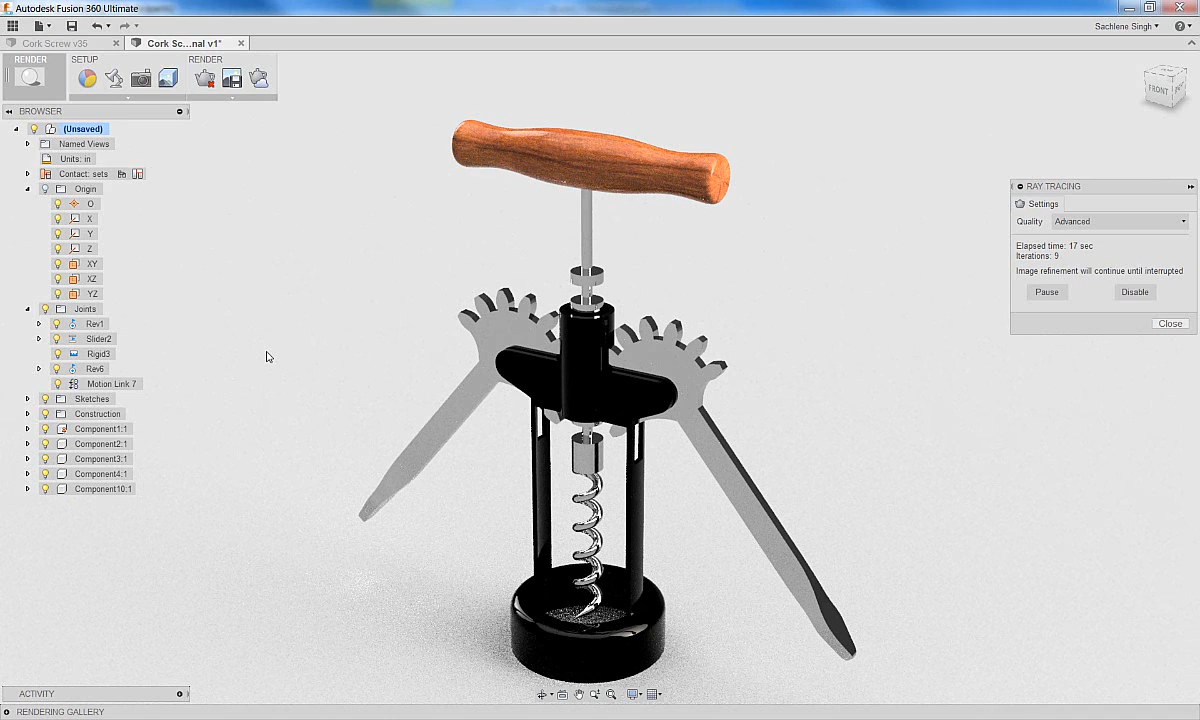 Autodesk Fusion 360 Ultimate
Sachlene Singh
Cork Screw v35
Cork Sc...nal v1*
RENDER
SETUP
RENDER
BROWSER
(Unsaved)
Named Views
Units: in
Contact: sets
Origin
O
X
Y
Z
XY
XZ
YZ
Joints
Rev1
Slider2
Rigid3
Rev6
Motion Link 7
Sketches
Construction
Component1:1
Component2:1
Component3:1
Component4:1
Component10:1
FRONT
RAY TRACING
Settings
Quality Advanced
Elapsed time: 17 sec
Iterations: 9
Image refinement will continue until interrupted
Pause Disable
Close
ACTIVITY
RENDERING GALLERY